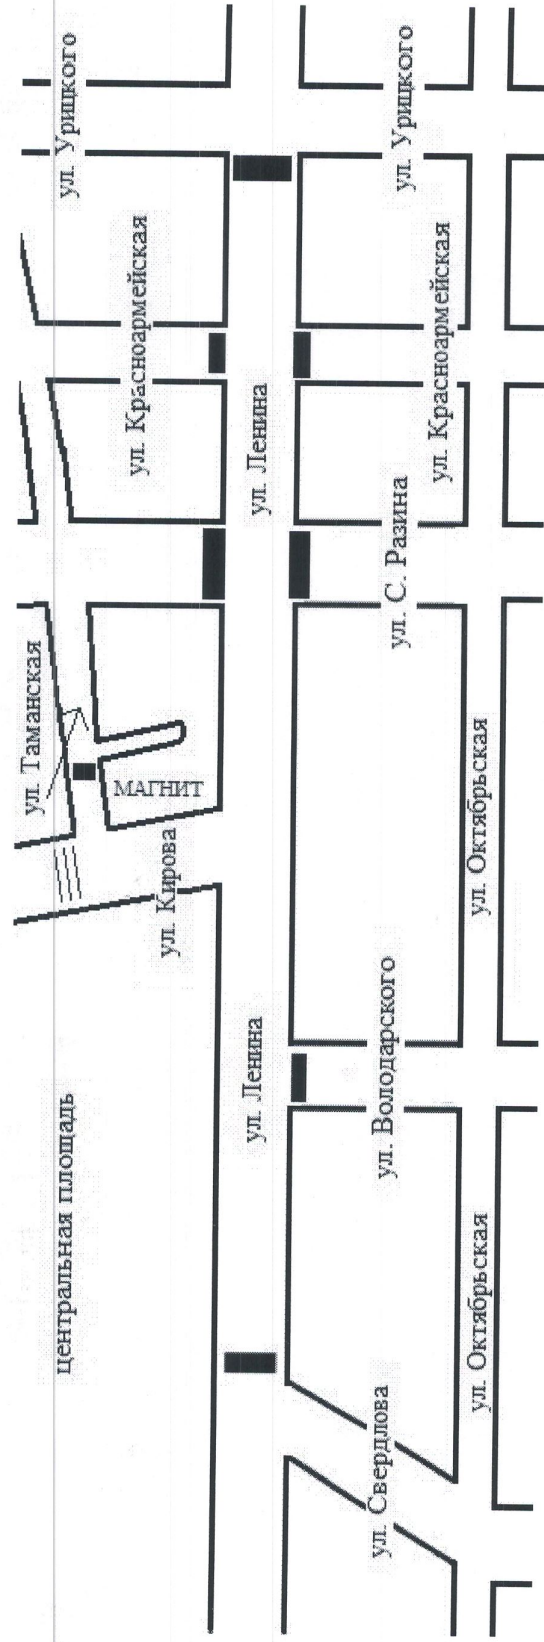 центральная площадь
ул. Таманская
ул. Урицкого
МАГНИТ
ул. Кирова
ул. Красноармейская
ул. Ленина
ул. Ленина
ул. Свердлова
ул. Володарского
ул. С. Разина
ул. Красноармейская
ул. Урицкого
ул. Октябрьская
ул. Октябрьская